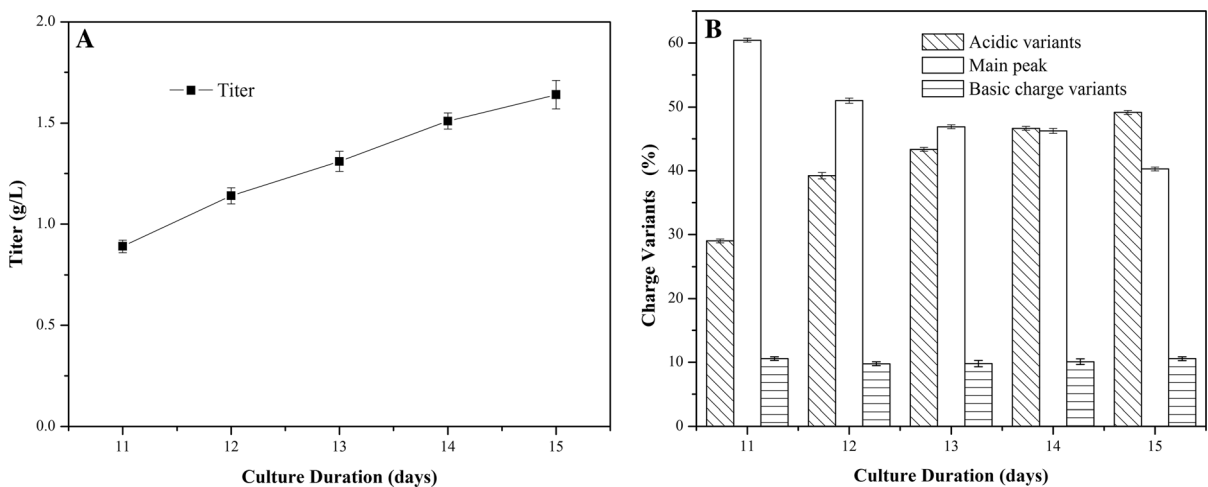 A
Titer
2.0
1.5
1.0
0.5
0.0
Titer (g/L)
11 12 13 14 15
Culture Duration (days)
B
Acidic variants
Main peak
Basic charge variants
60
50
40
30
20
10
0
Charge Variants (%)
11 12 13 14 15
Culture Duration (days)